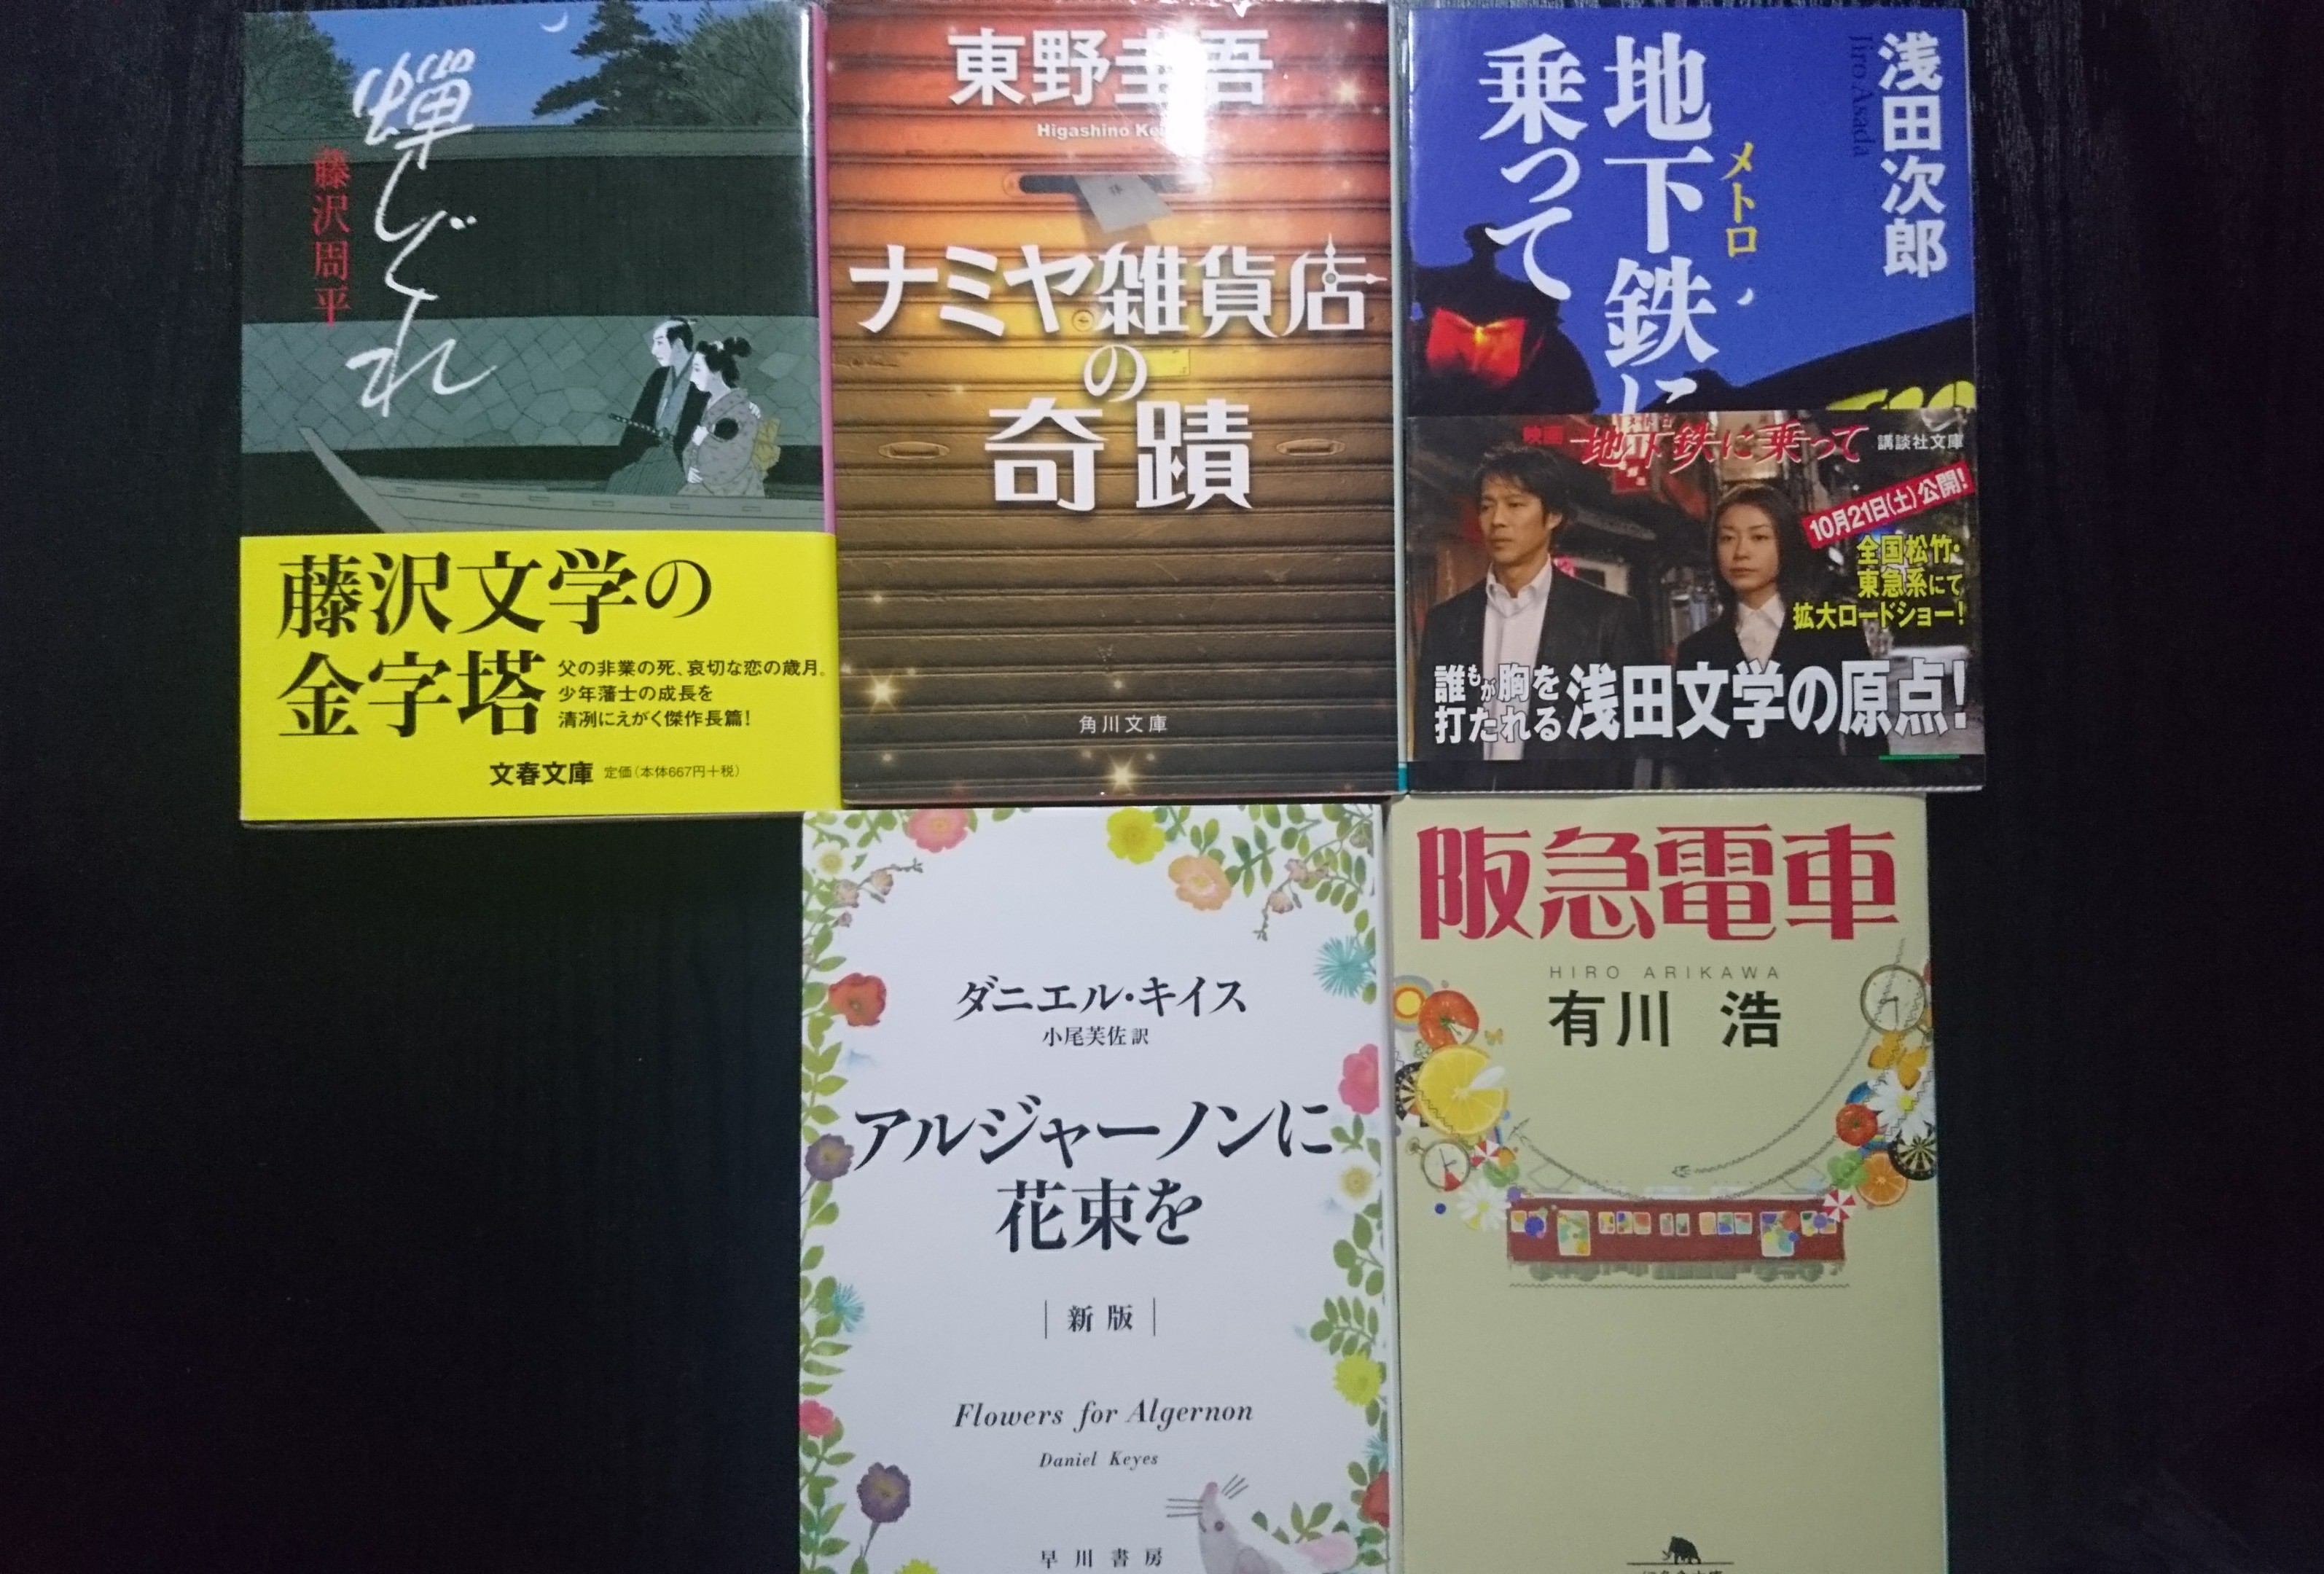 蝉しぐれ
藤沢周平
藤沢文学の
金字塔
父の非業の死、哀切な恋の歳月。
少年藩士の成長を
清冽にえがく傑作長篇!
文春文庫 定価(本体667円+税)
東野圭吾
Higashino
ナミヤ雑貨店
の
奇蹟
角川文庫
浅田次郎
Jiro Asada
メトロ
地下鉄に
乗って
映画 地下鉄に乗って 講談社文庫
10月21日(土)公開!
全国松竹・
東急系にて
拡大ロードショー!
誰もが胸を
打たれる
浅田文学の原点!
ダニエル・キイス
小尾芙佐 訳
アルジャーノンに
花束を
新版
Flowers for Algernon
Daniel Keyes
早川書房
阪急電車
HIRO ARIKAWA
有川 浩